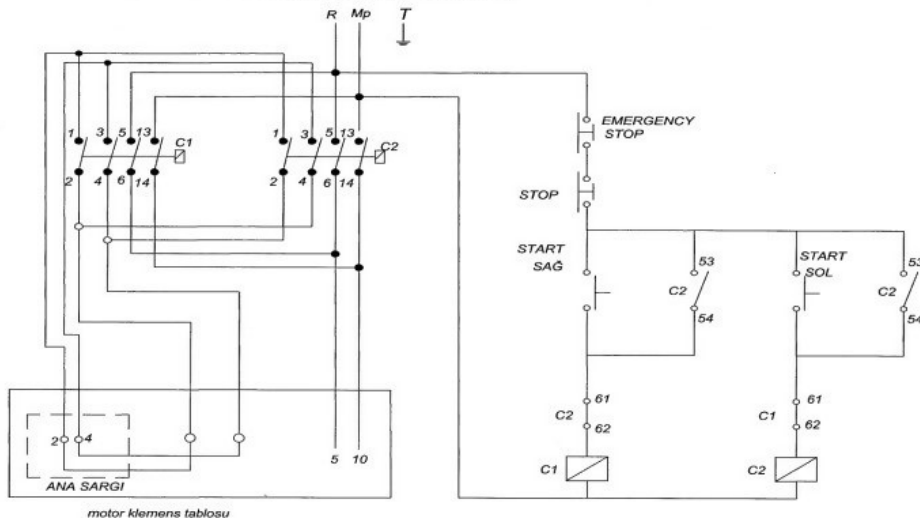 R Mp T
1 3 5 13 C1
2 4 6 14
1 3 5 13 C2
2 4 6 14
EMERGENCY
STOP
STOP
START
SAĞ
53
C2
54
START
SOL
53
C2
54
61
C2
62
61
C1
62
C1
C2
2 4
5 10
ANA SARGI
motor klemens tablosu